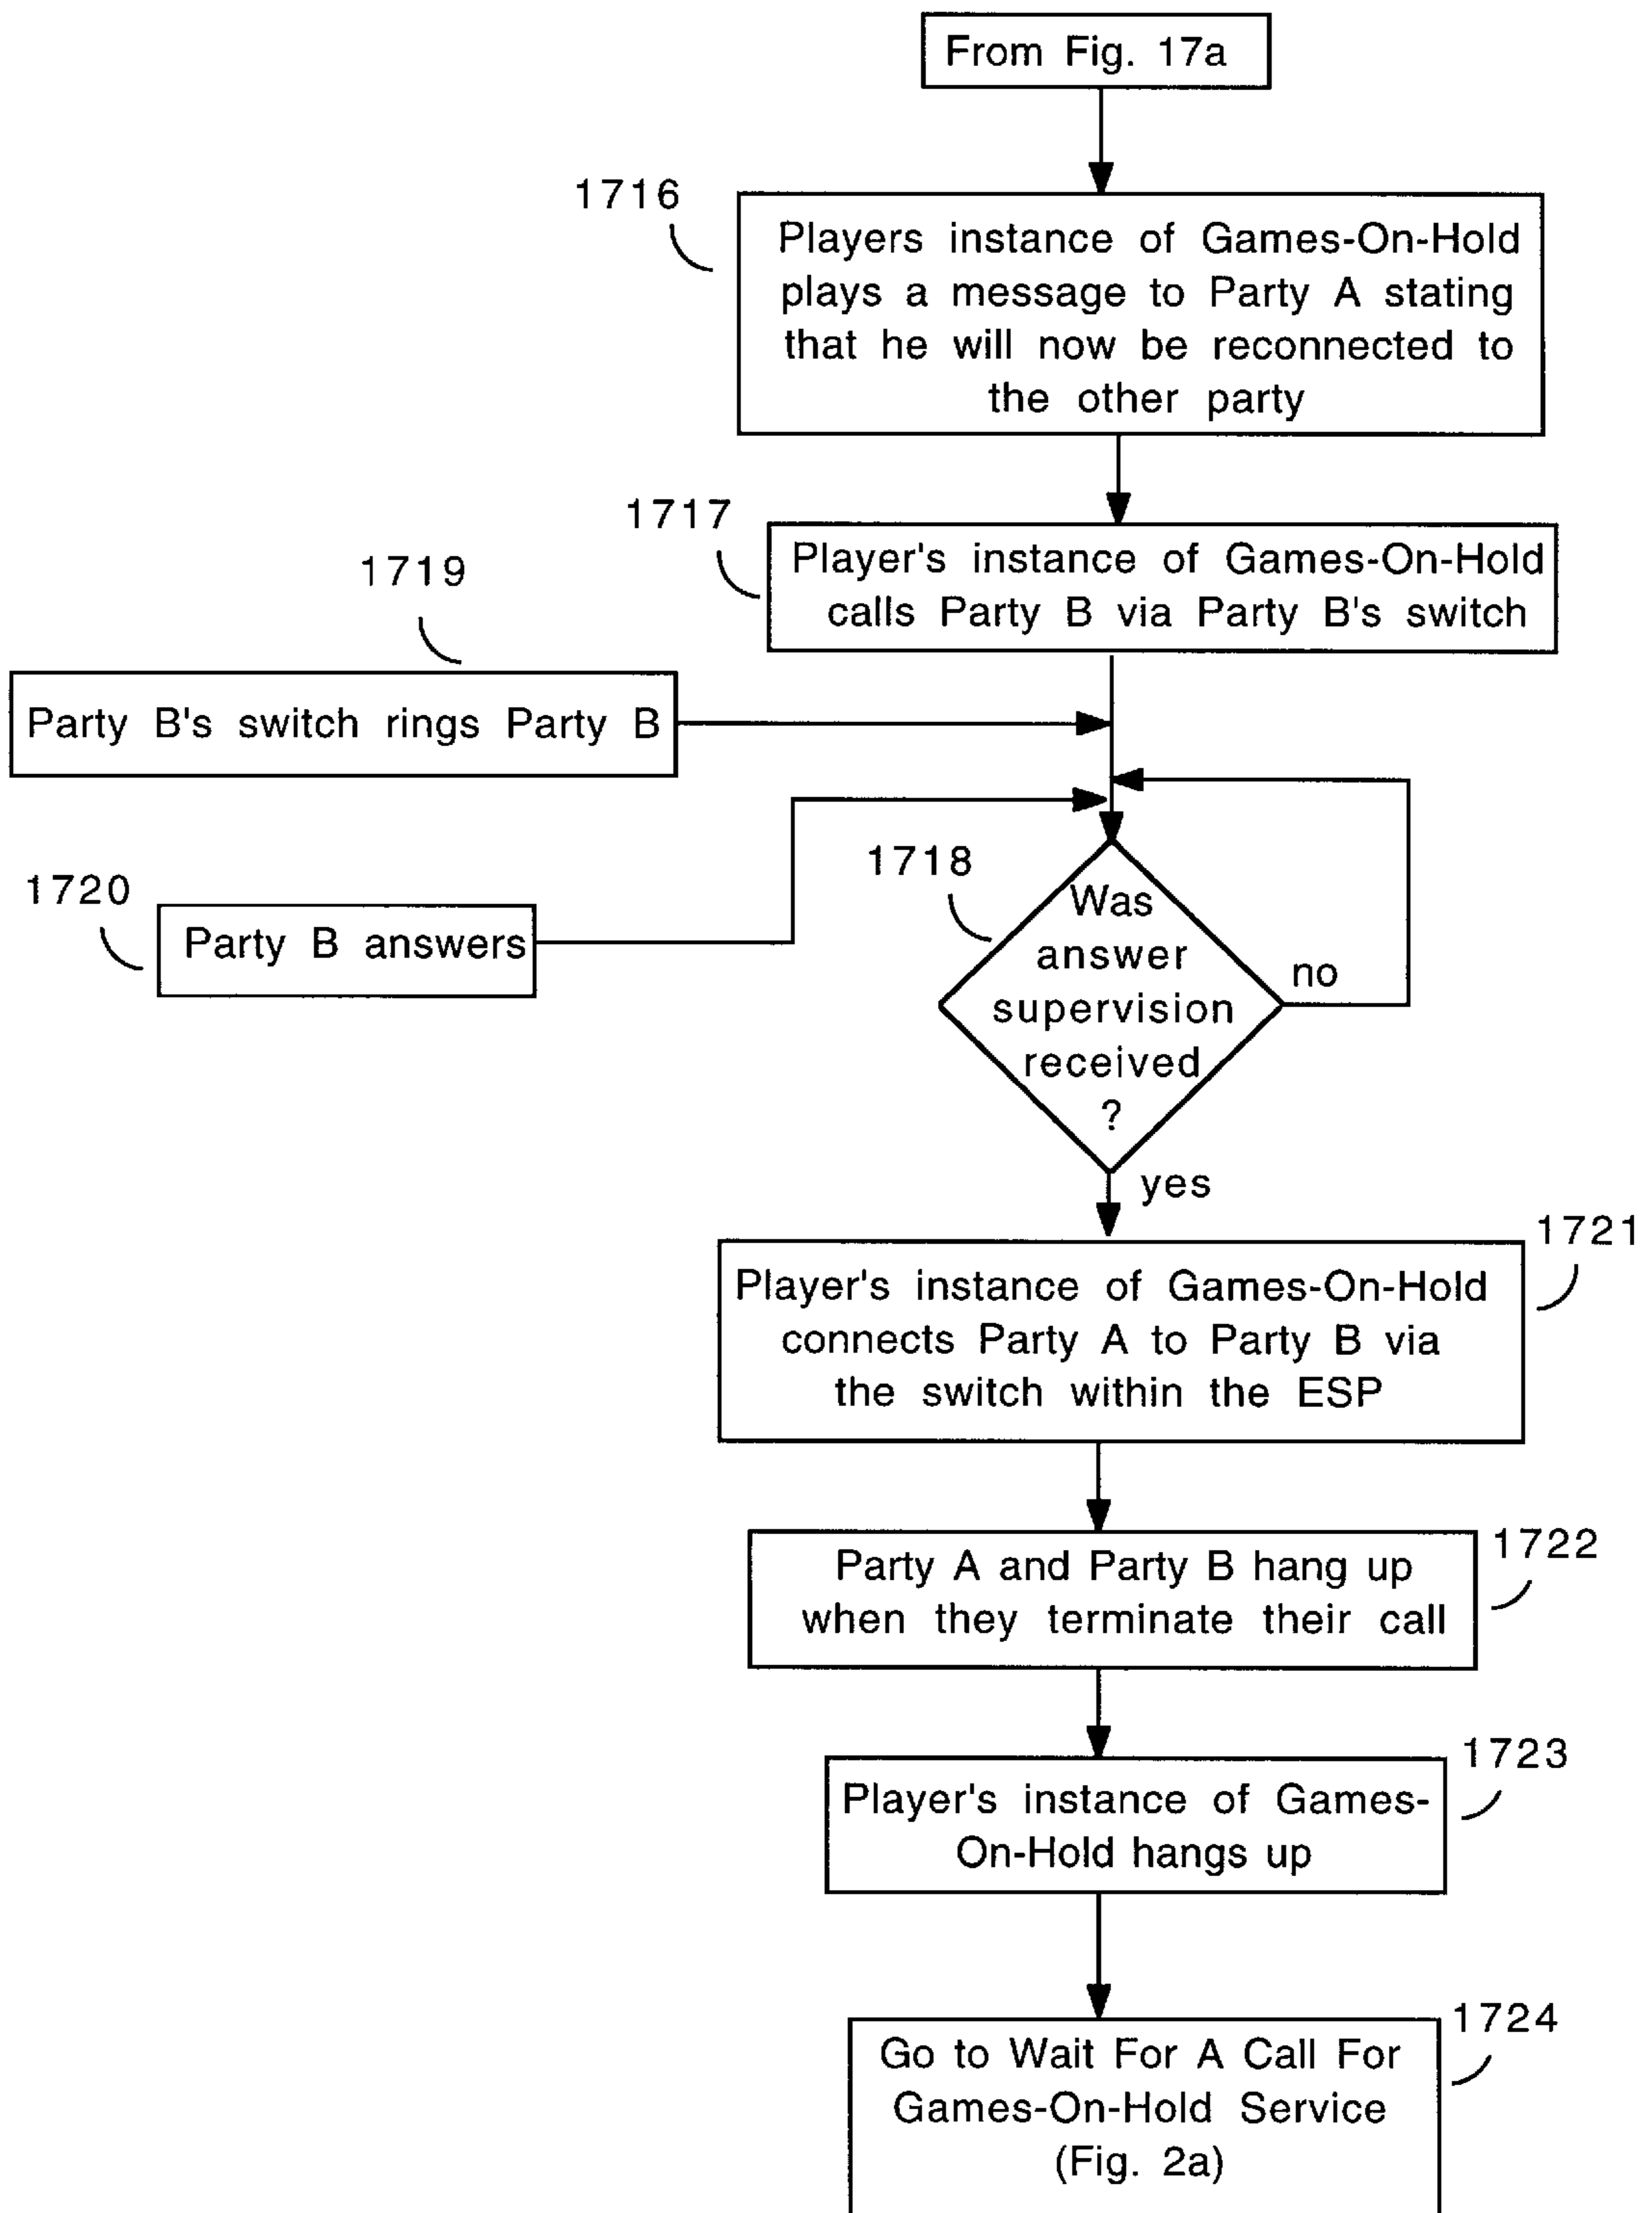 From Fig. 17a
1716
Players instance of Games-On-Hold
plays a message to Party A stating
that he will now be reconnected to
the other party
1717
Player's instance of Games-On-Hold
calls Party B via Party B's switch
1719
Party B's switch rings Party B
1718
Was
answer
supervision
received
?
no
1720
Party B answers
yes
1721
Player's instance of Games-On-Hold
connects Party A to Party B via
the switch within the ESP
1722
Party A and Party B hang up
when they terminate their call
1723
Player's instance of Games-
On-Hold hangs up
1724
Go to Wait For A Call For
Games-On-Hold Service
(Fig. 2a)